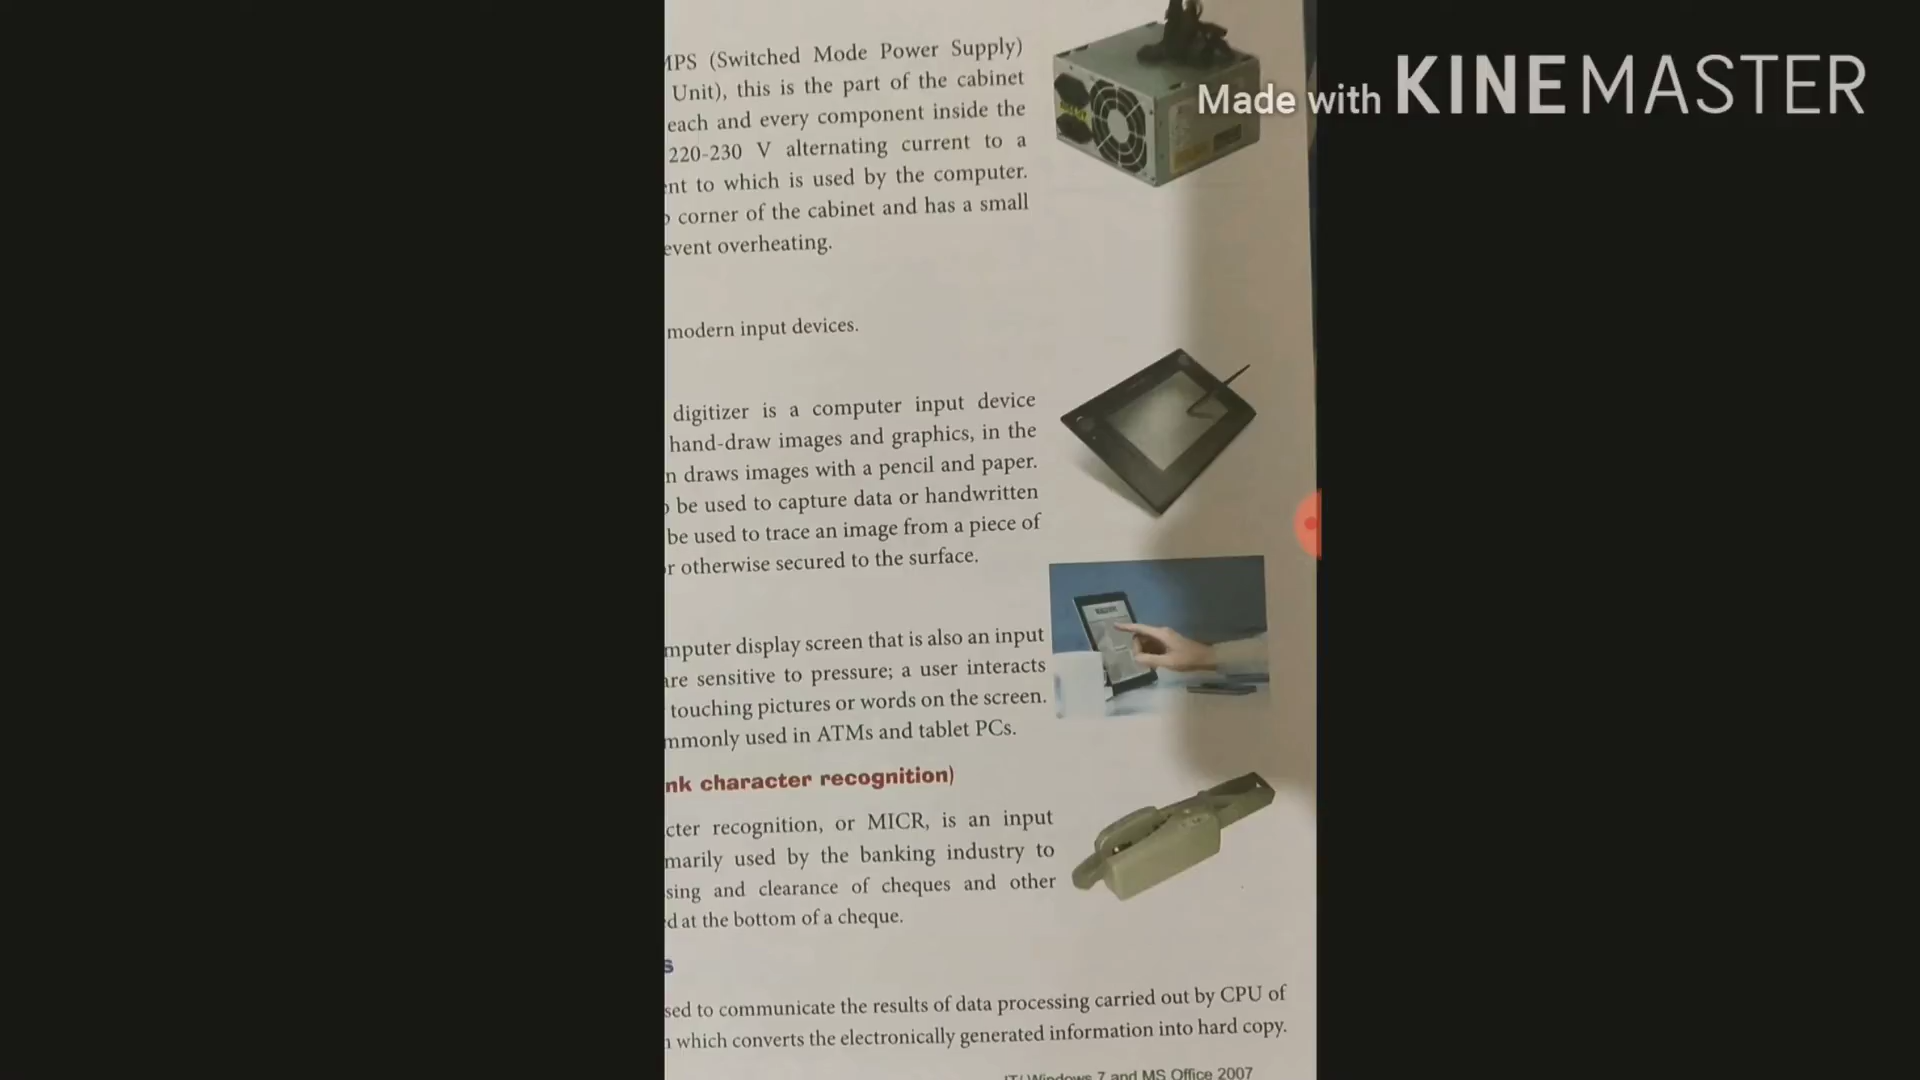 Made with KINEMASTER
MPS (Switched Mode Power Supply)
Unit), this is the part of the cabinet
each and every component inside the
220-230 V alternating current to a
nt to which is used by the computer.
corner of the cabinet and has a small
event overheating.
modern input devices.
digitizer is a computer input device
hand-draw images and graphics, in the
n draws images with a pencil and paper.
be used to capture data or handwritten
be used to trace an image from a piece of
r otherwise secured to the surface.
mputer display screen that is also an input
are sensitive to pressure; a user interacts
touching pictures or words on the screen.
mmonly used in ATMs and tablet PCs.
nk character recognition)
cter recognition, or MICR, is an input
marily used by the banking industry to
sing and clearance of cheques and other
d at the bottom of a cheque.
s
sed to communicate the results of data processing carried out by CPU of
which converts the electronically generated information into hard copy.
IT/ Windows 7 and MS Office 2007